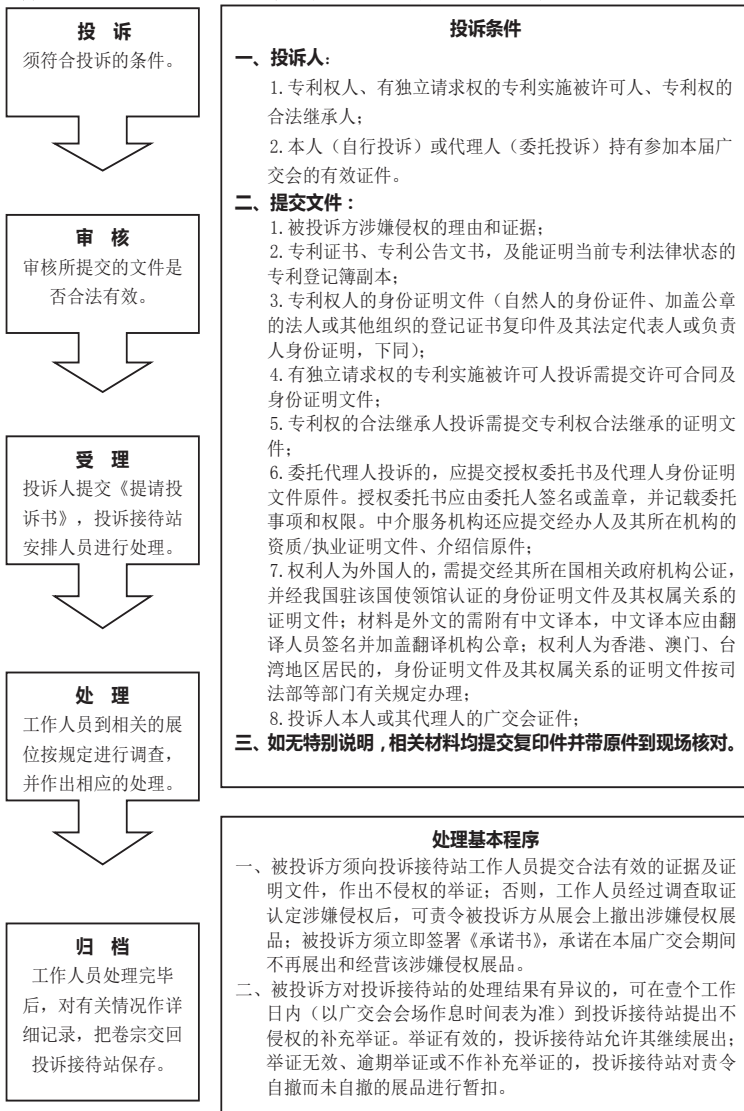 投 诉
须符合投诉的条件。
审 核
审核所提交的文件是
否合法有效。
受 理
投诉人提交《提请投
诉书》，投诉接待站
安排人员进行处理。
处 理
工作人员到相关的展
位按规定进行调查，
并作出相应的处理。
归 档
工作人员处理完毕
后，对有关情况作详
细记录，把卷宗交回
投诉接待站保存。
投诉条件
一、投诉人：
1.专利权人、有独立请求权的专利实施被许可人、专利权的
合法继承人；
2.本人（自行投诉）或代理人（委托投诉）持有参加本届广
交会的有效证件。
二、提交文件：
1.被投诉方涉嫌侵权的理由和证据；
2.专利证书、专利公告文书，及能证明当前专利法律状态的
专利登记簿副本；
3.专利权人的身份证明文件（自然人的身份证件、加盖公章
的法人或其他组织的登记证书复印件及其法定代表人或负责
人身份证明，下同）；
4.有独立请求权的专利实施被许可人投诉需提交许可合同及
身份证明文件；
5.专利权的合法继承人投诉需提交专利权合法继承的证明文
件；
6.委托代理人投诉的，应提交授权委托书及代理人身份证明
文件原件。授权委托书应由委托人签名或盖章，并记载委托
事项和权限。中介服务机构还应提交经办人及其所在机构的
资质/执业证明文件、介绍信原件；
7.权利人为外国人的，需提交经其所在国相关政府机构公证，
并经我国驻该国使领馆认证的身份证明文件及其权属关系的
证明文件；材料是外文的需附有中文译本，中文译本应由翻
译人员签名并加盖翻译机构公章；权利人为香港、澳门、台
湾地区居民的，身份证明文件及其权属关系的证明文件按司
法部等部门有关规定办理；
8.投诉人本人或其代理人的广交会证件；
三、如无特别说明，相关材料均提交复印件并带原件到现场核对。
处理基本程序
一、被投诉方须向投诉接待站工作人员提交合法有效的证据及证
明文件，作出不侵权的举证；否则，工作人员经过调查取证
认定涉嫌侵权后，可责令被投诉方从展会上撤出涉嫌侵权展
品；被投诉方须立即签署《承诺书》，承诺在本届广交会期间
不再展出和经营该涉嫌侵权展品。
二、被投诉方对投诉接待站的处理结果有异议的，可在壹个工作
日内（以广交会会场作息时间表为准）到投诉接待站提出不
侵权的补充举证。举证有效的，投诉接待站允许其继续展出；
举证无效、逾期举证或不作补充举证的，投诉接待站对责令
自撤而未自撤的展品进行暂扣。